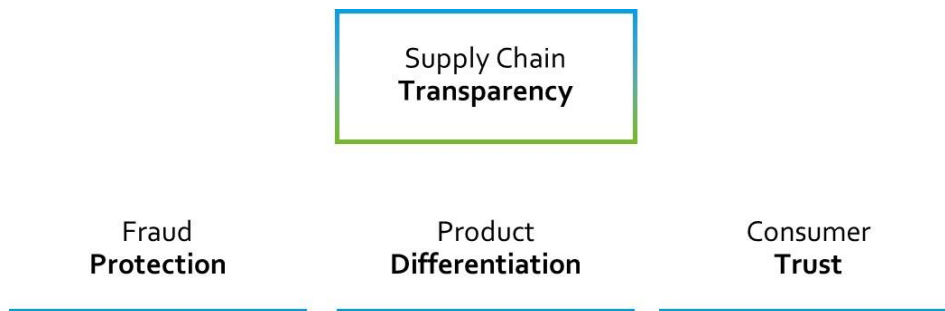 Supply Chain
Transparency
Fraud
Protection
Product
Differentiation
Consumer
Trust